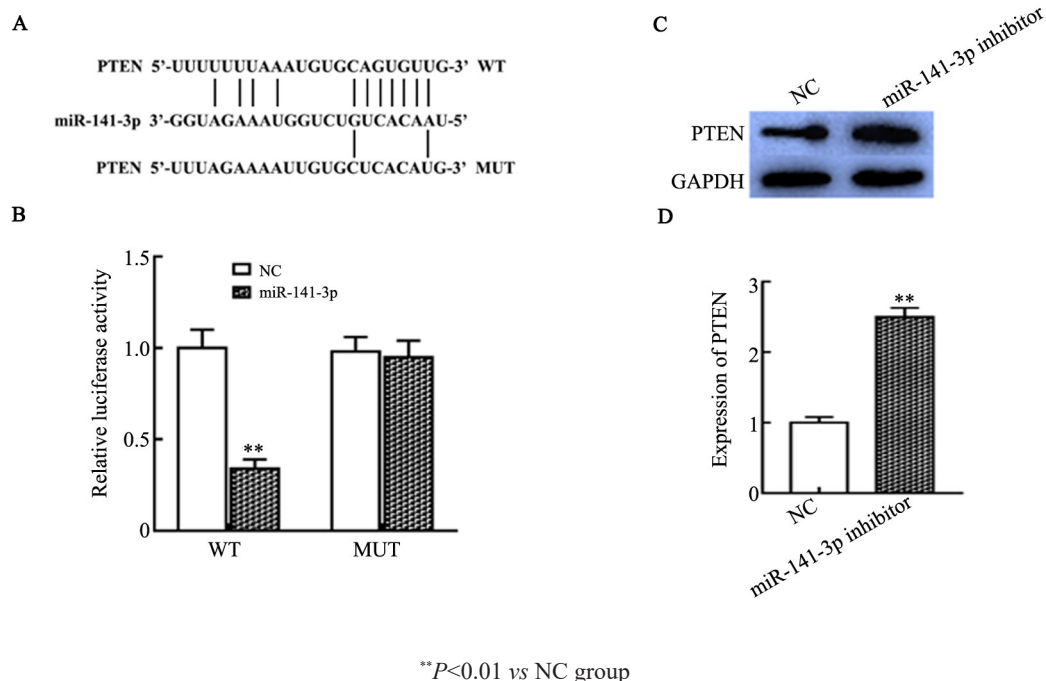 A
PTEN 5’-UUUUUUUAAAUGUGCAGUGUUG-3’ WT
miR-141-3p 3’-GGUAGAAAUGGUCUGUCACAAU-5’
PTEN 5’-UUUAGAAAAUUGUGCUCACAUG-3’ MUT
B
1.5
1.0
0.5
0
Relative luciferase activity
NC
miR-141-3p
**
WT MUT
C
NC miR-141-3p inhibitor
PTEN
GAPDH
D
3
2
1
0
Expression of PTEN
**
NC
miR-141-3p inhibitor
**P<0.01 vs NC group